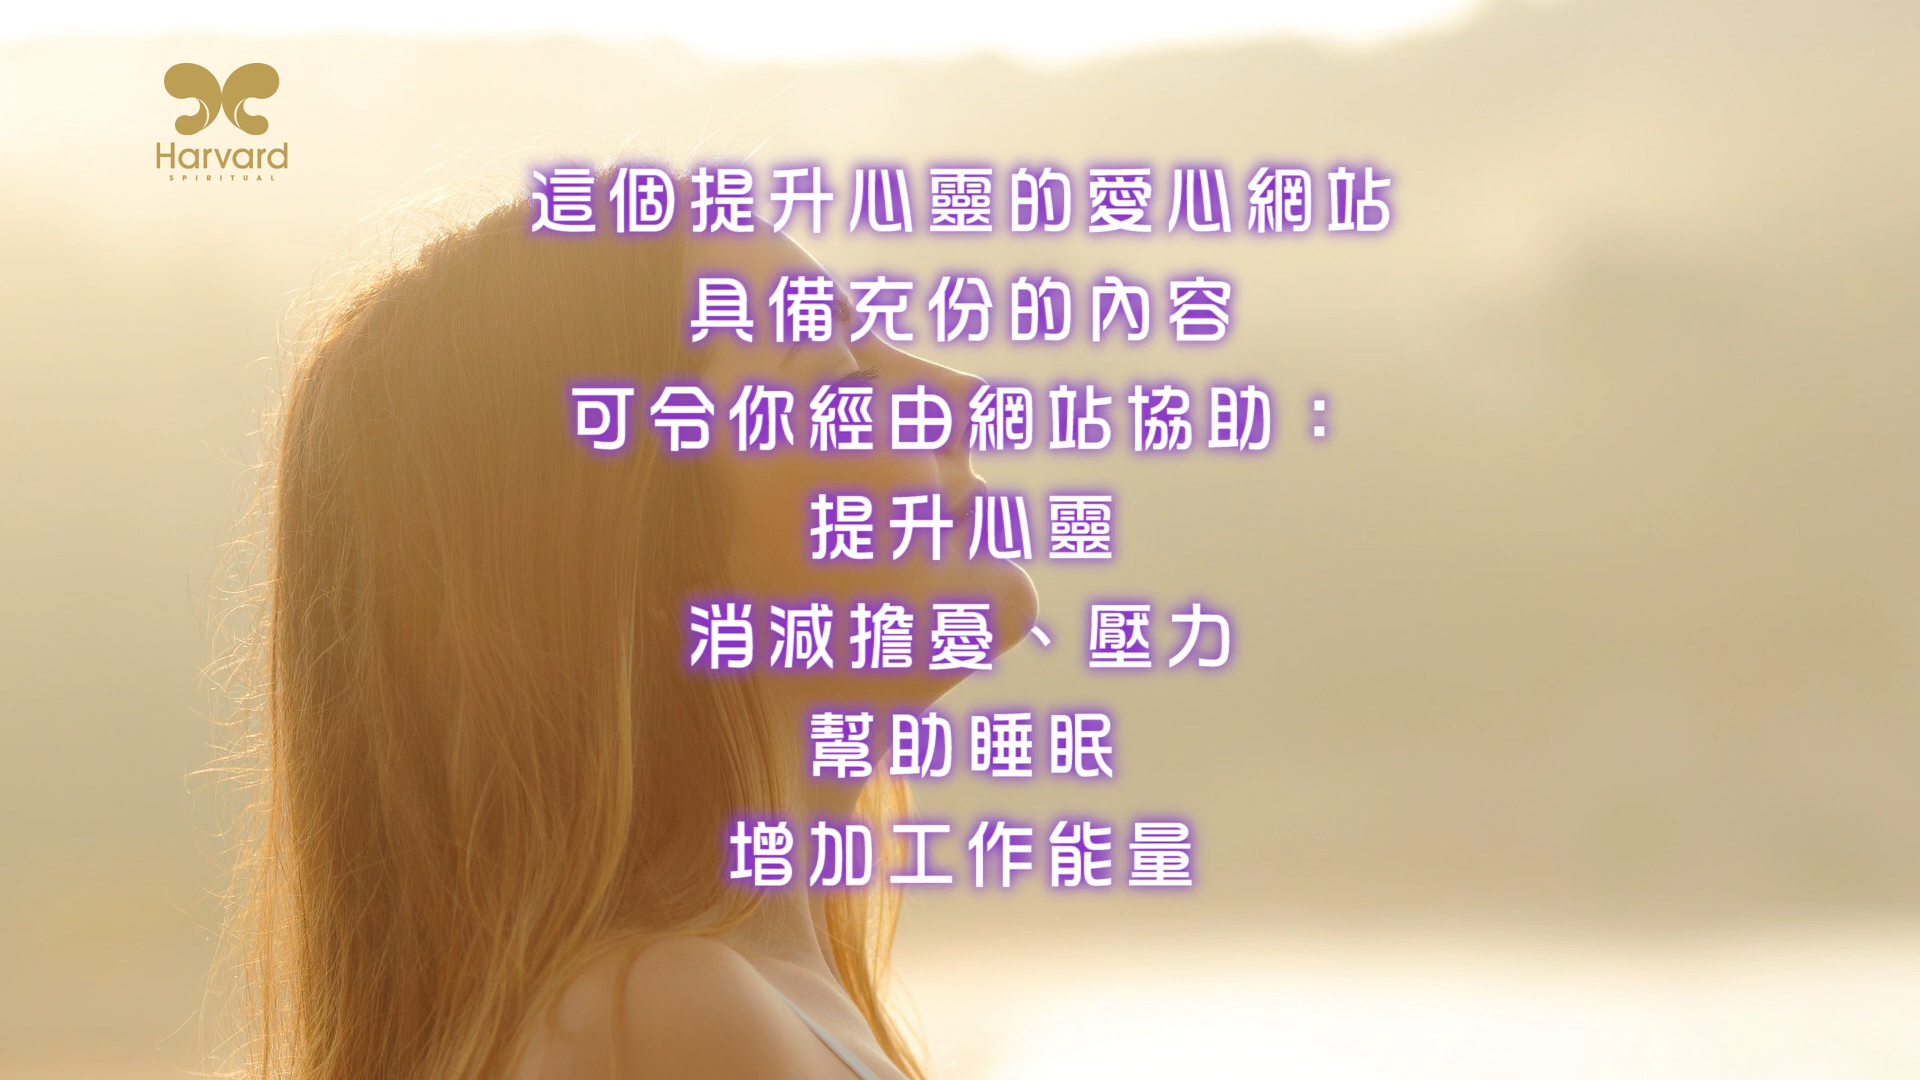 Harvard
SPIRITUAL
這個提升心靈的愛心網站
具備充份的內容
可令你經由網站協助：
提升心靈
消減擔憂、壓力
幫助睡眠
增加工作能量